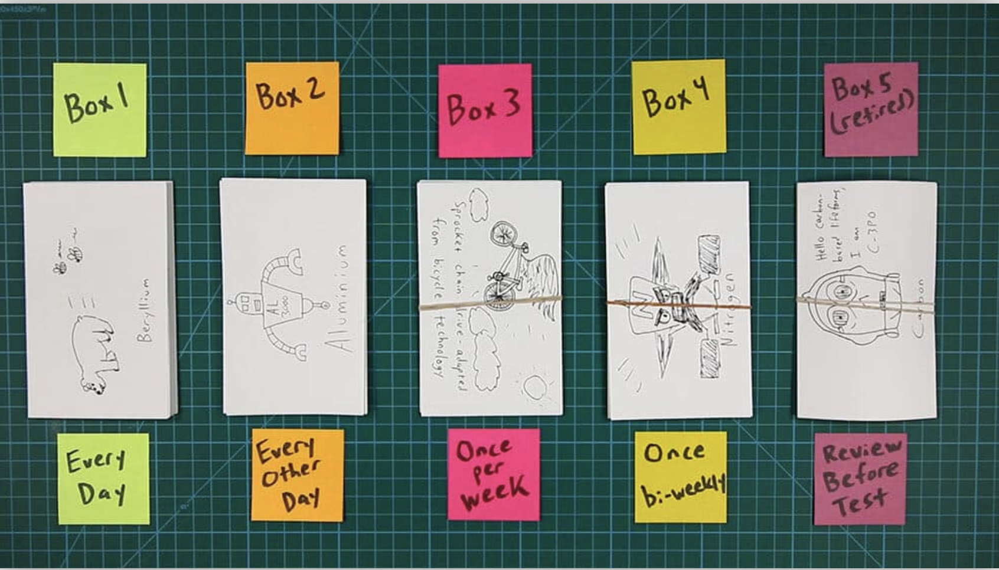 Box 1
Box 2
Box 3
Box 4
Box 5
(retired)
Beryllium
AL
3000
Aluminium
Sprocket chain drive-adapted
from bicycle technology
N
Nitrogen
Hello carbon-
based lifeforms,
I am
C-3PO
Carbon
Every
Day
Every
Other
Day
Once
per
week
Once
bi-weekly
Review
Before
Test